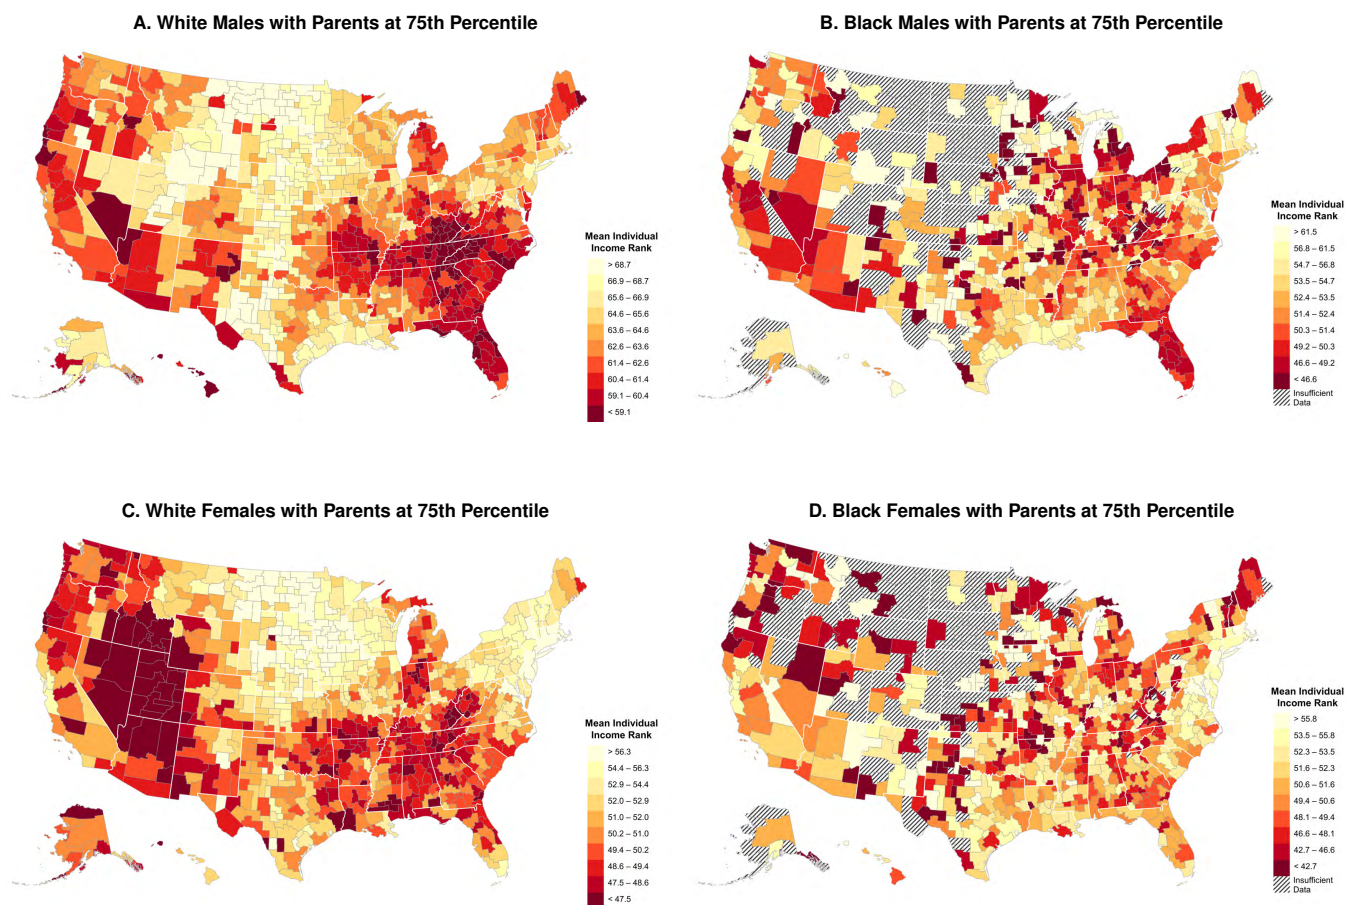 A. White Males with Parents at 75th Percentile
Mean Individual
Income Rank
> 68.7
66.9 – 68.7
65.6 – 66.9
64.6 – 65.6
63.6 – 64.6
62.6 – 63.6
61.4 – 62.6
60.4 – 61.4
59.1 – 60.4
< 59.1
B. Black Males with Parents at 75th Percentile
Mean Individual
Income Rank
> 61.5
56.8 – 61.5
54.7 – 56.8
53.5 – 54.7
52.4 – 53.5
51.4 – 52.4
50.3 – 51.4
49.2 – 50.3
46.6 – 49.2
< 46.6
Insufficient
Data
C. White Females with Parents at 75th Percentile
Mean Individual
Income Rank
> 56.3
54.4 – 56.3
52.9 – 54.4
52.0 – 52.9
51.0 – 52.0
50.2 – 51.0
49.4 – 50.2
48.6 – 49.4
47.5 – 48.6
< 47.5
D. Black Females with Parents at 75th Percentile
Mean Individual
Income Rank
> 55.8
53.5 – 55.8
52.3 – 53.5
51.6 – 52.3
50.6 – 51.6
49.4 – 50.6
48.1 – 49.4
46.6 – 48.1
42.7 – 46.6
< 42.7
Insufficient
Data